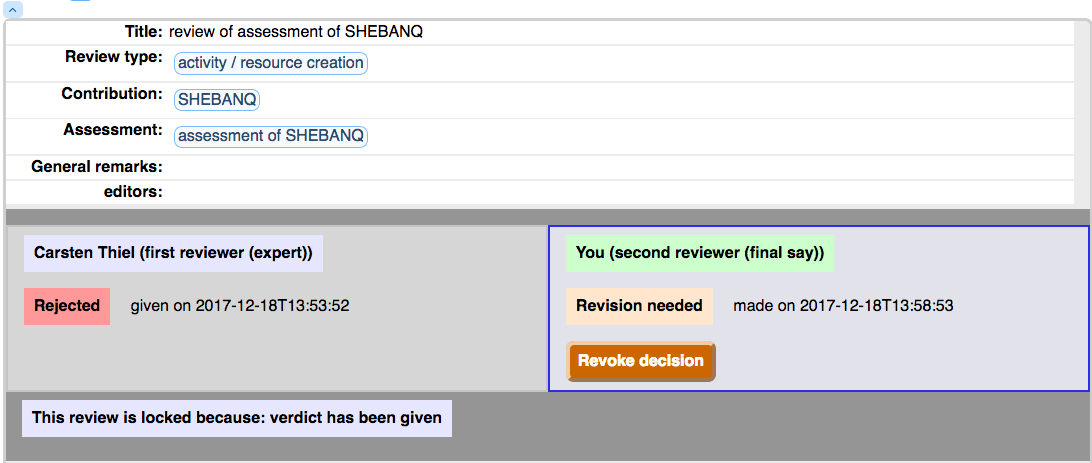 Title: review of assessment of SHEBANQ
Review type: activity / resource creation
Contribution: SHEBANQ
Assessment: assessment of SHEBANQ
General remarks:
editors:
Carsten Thiel (first reviewer (expert))
Rejected given on 2017-12-18T13:53:52
You (second reviewer (final say))
Revision needed made on 2017-12-18T13:58:53
Revoke decision
This review is locked because: verdict has been given